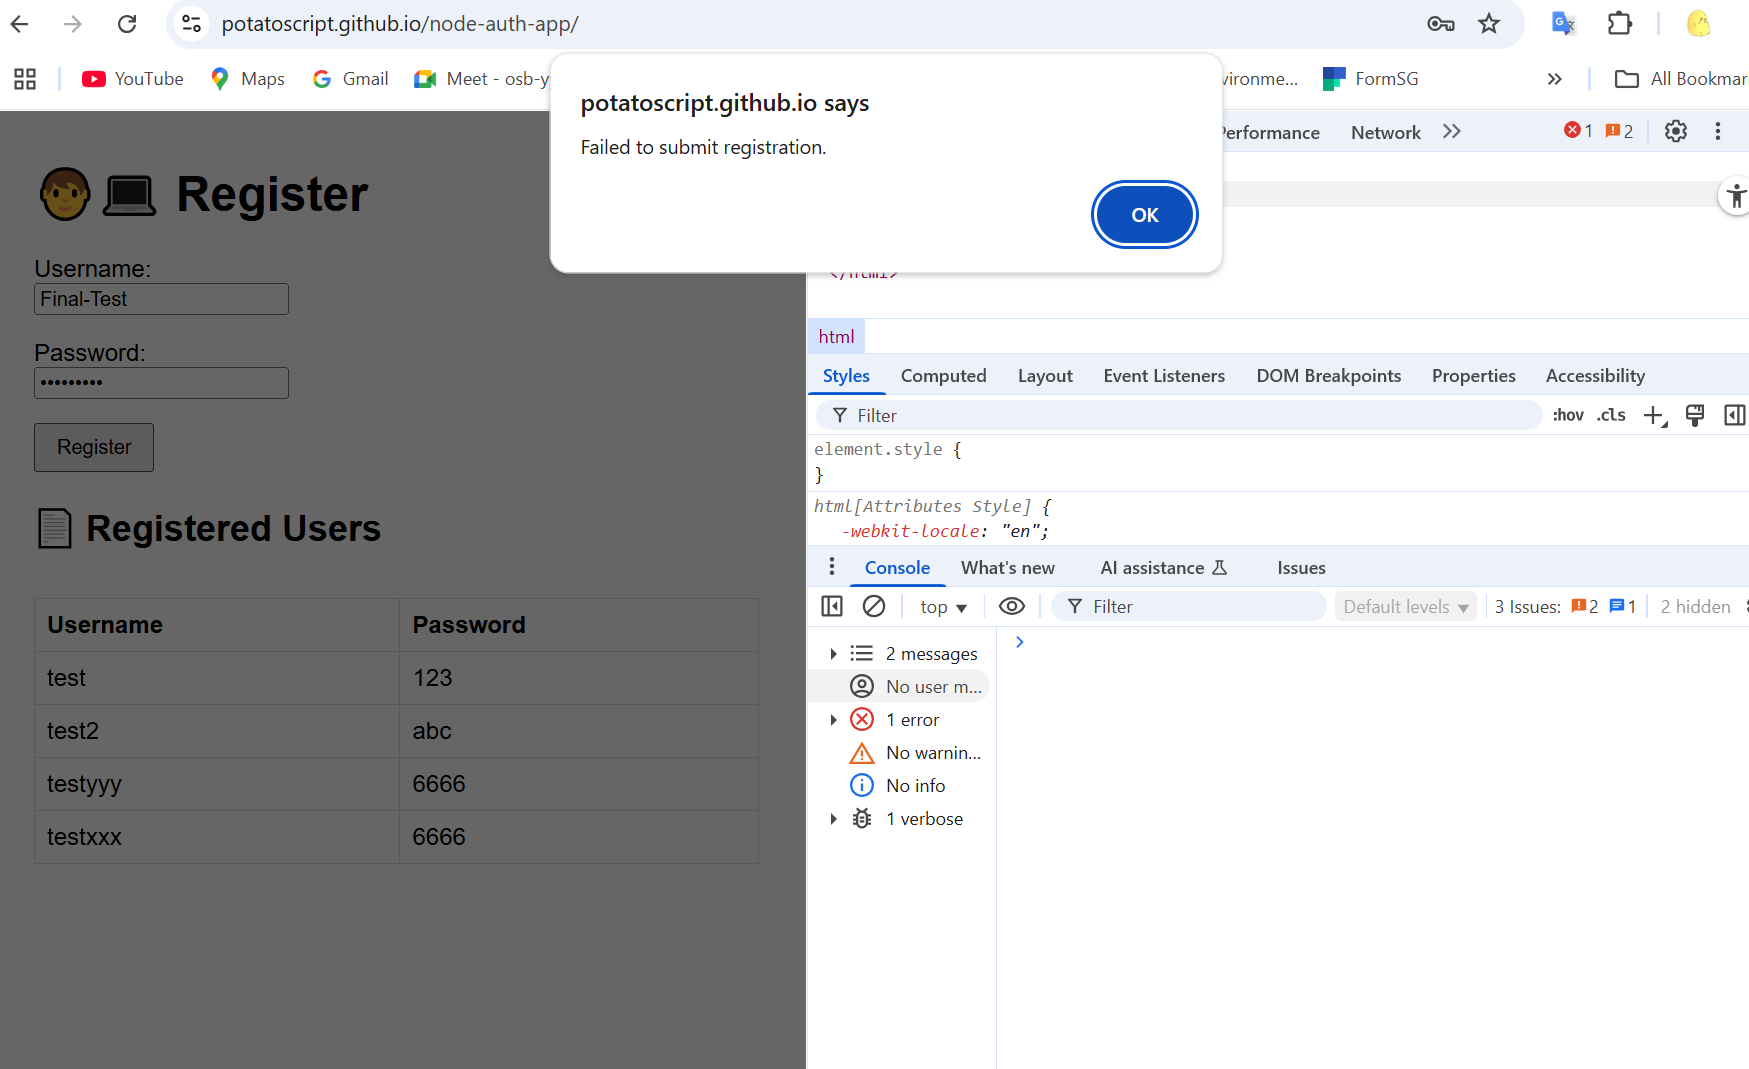 potatoscript.github.io/node-auth-app/
YouTube
Maps
Gmail
Meet - osb-y
vironme...
FormSG
All Bookmar
potatoscript.github.io says
Failed to submit registration.
OK
Performance
Network
1
2
Register
Username:
Final-Test
Password:
•••••••••
Register
Registered Users
Username Password
test 123
test2 abc
testyyy 6666
testxxx 6666
</html>
html
Styles
Computed
Layout
Event Listeners
DOM Breakpoints
Properties
Accessibility
Filter
:hov
.cls
element.style {
}
html[Attributes Style] {
-webkit-locale: "en";
Console
What's new
AI assistance
Issues
top
Filter
Default levels
3 Issues:
2
1
2 hidden
2 messages
No user m...
1 error
No warnin...
No info
1 verbose